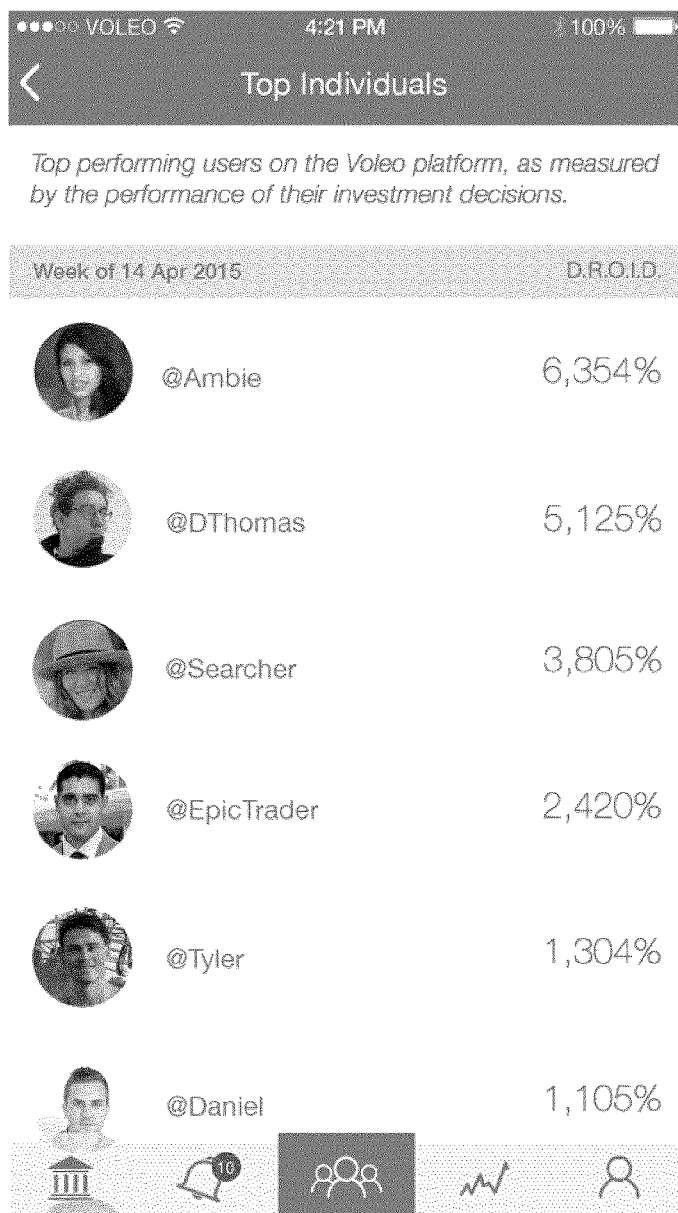 VOLEO 4:21 PM 100%
Top Individuals
Top performing users on the Voleo platform, as measured
by the performance of their investment decisions.
Week of 14 Apr 2015 D.R.O.I.D.
@Ambie 6,354%
@DThomas 5,125%
@Searcher 3,805%
@EpicTrader 2,420%
@Tyler 1,304%
@Daniel 1,105%
10